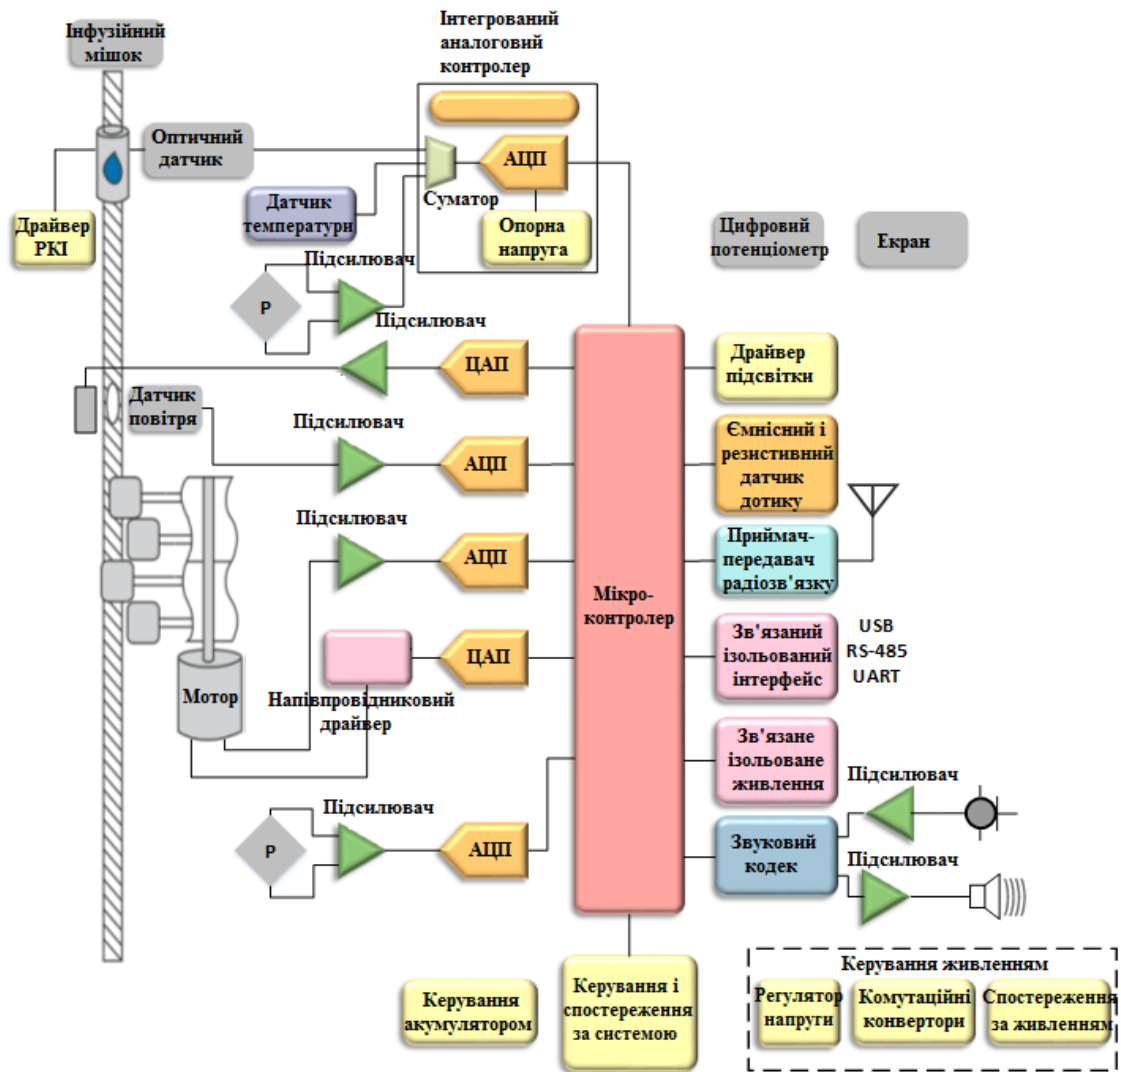 Інфузійний
мішок
Інтегрований
аналоговий
контролер
Оптичний
датчик
АЦП
Суматор
Датчик
температури
Опорна
напруга
Драйвер
РКІ
Цифровий
потенціометр
Екран
Підсилювач
P
Підсилювач
ЦАП
Драйвер
підсвітки
Датчик
повітря
Підсилювач
АЦП
Ємнісний і
резистивний
датчик
дотику
Підсилювач
АЦП
Приймач-
передавач
радіозв'язку
Мікро-
контролер
ЦАП
Зв'язаний
ізольований
інтерфейс
USB
RS-485
UART
Мотор
Напівпровідниковий
драйвер
Зв'язане
ізольоване
живлення
Підсилювач
P
АЦП
Підсилювач
Звуковий
кодек
Підсилювач
Керування
акумулятором
Керування і
спостереження
за системою
Керування живленням
Регулятор
напруги
Комутаційні
конвертори
Спостереження
за живленням